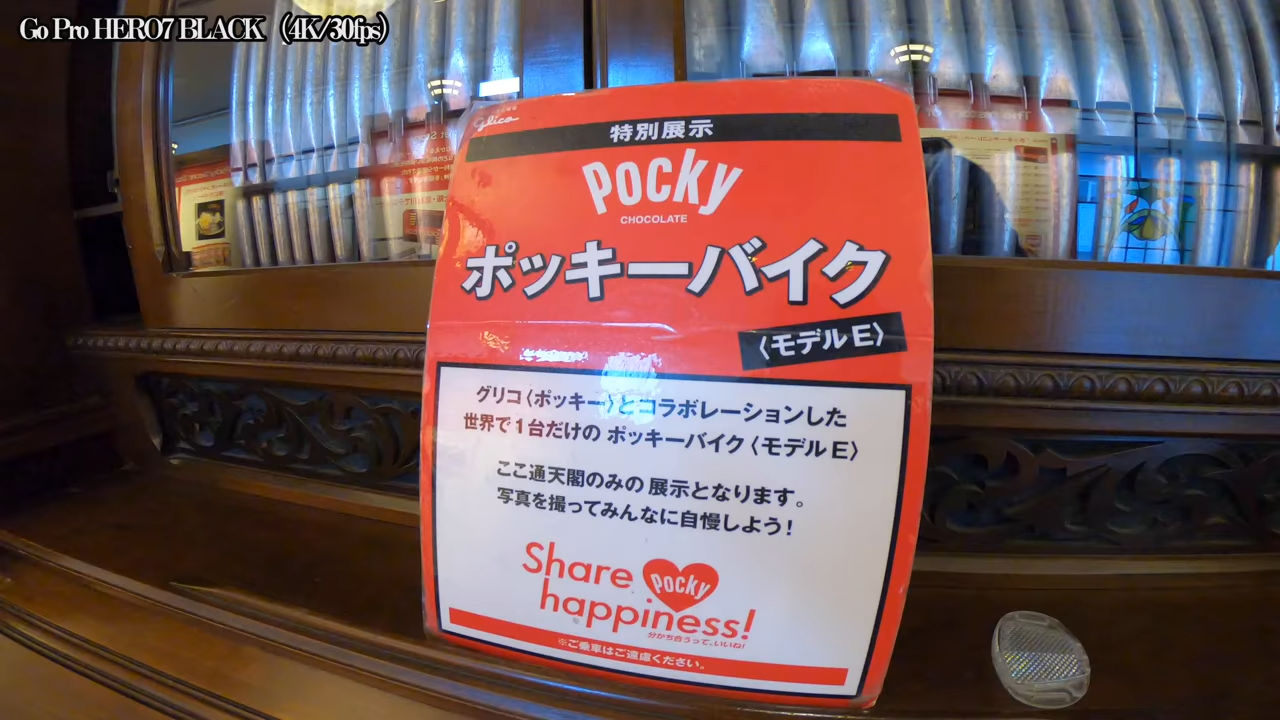 Go Pro HERO7 BLACK（4K/30fps）
Glico
特別展示
Pocky
CHOCOLATE
ポッキーバイク
〈モデルE〉
グリコ〈ポッキー〉とコラボレーションした
世界で1台だけの ポッキーバイク〈モデルE〉
ここ通天閣のみの 展示となります。
写真を撮ってみんなに自慢しよう！
Share Pocky
happiness!
分かち合うって、いいね!
※ご乗車はご遠慮ください。